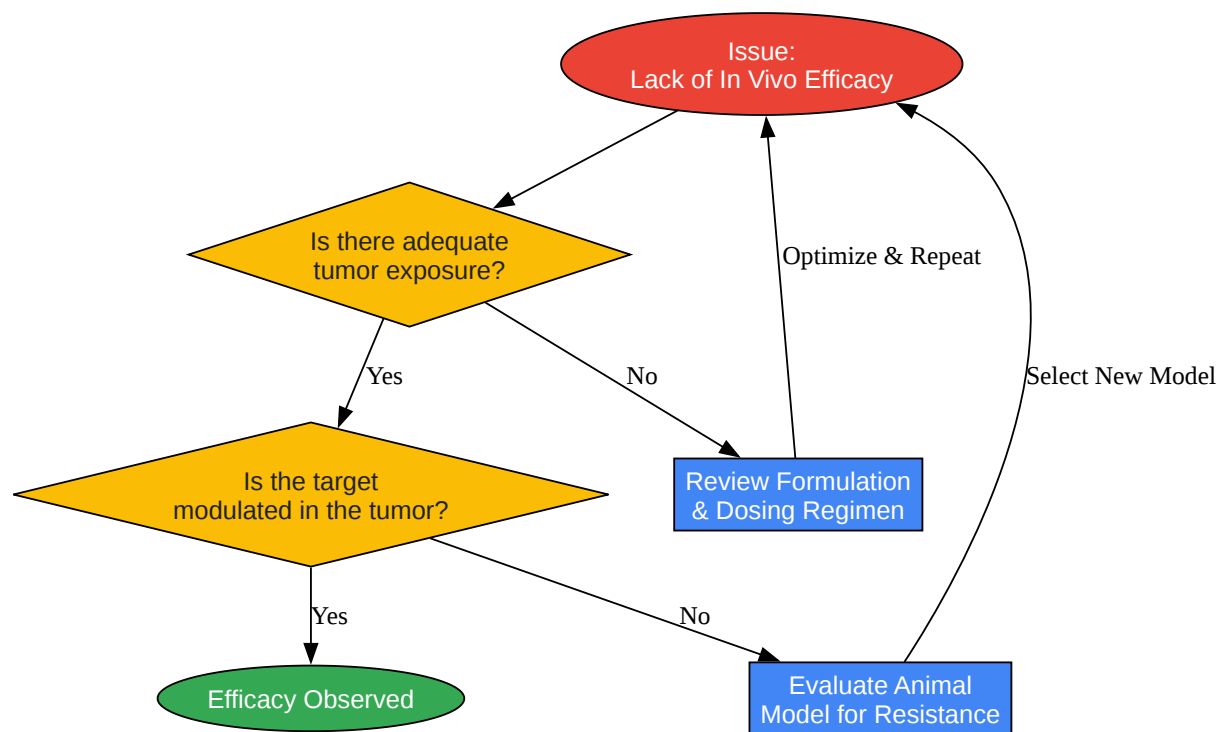 Issue:
Lack of In Vivo Efficacy
Is there adequate
tumor exposure?
Optimize & Repeat
Yes
No
Select New Model
Is the target
modulated in the tumor?
Review Formulation
& Dosing Regimen
Yes
No
Efficacy Observed
Evaluate Animal
Model for Resistance